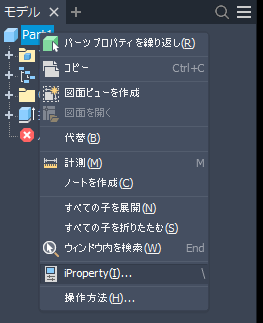 モデル × +
Part1
パーツ プロパティを繰り返し(R)
コピー Ctrl+C
図面ビューを作成
図面を開く
代替(B)
計測(M) M
ノートを作成(C)
すべての子を展開(N)
すべての子を折りたたむ(S)
ウィンドウ内を検索(W) End
iProperty(I)... \
操作方法(H)...